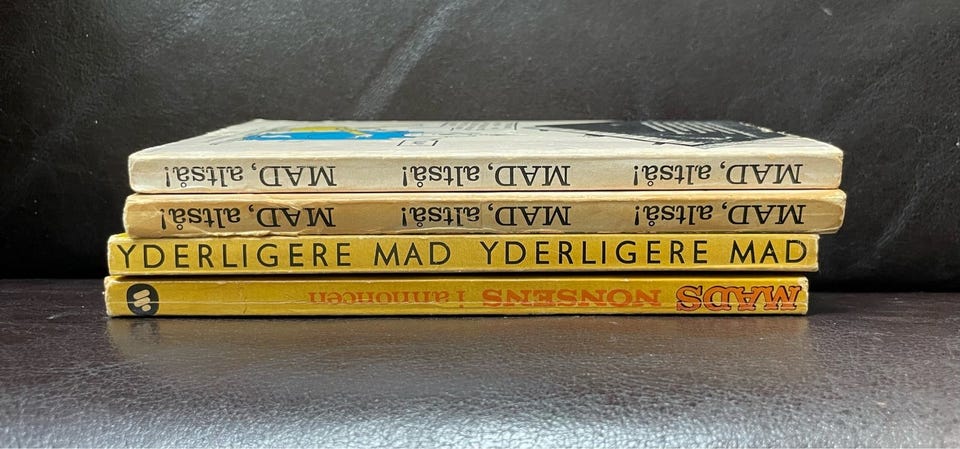 MAD, altså! MAD, altså! MAD, altså!
MAD, altså! MAD, altså! MAD, altså!
YDERLIGERE MAD YDERLIGERE MAD
MADS NONSENS i annoncen